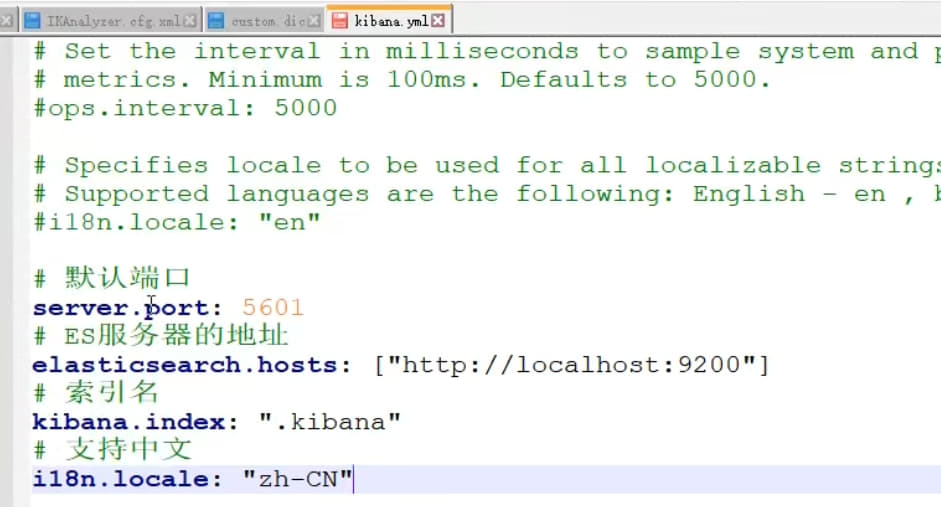 IKAnalyzer.cfg.xml custom.dic kibana.yml
# Set the interval in milliseconds to sample system and
# metrics. Minimum is 100ms. Defaults to 5000.
#ops.interval: 5000
# Specifies locale to be used for all localizable strings
# Supported languages are the following: English - en ,
#i18n.locale: "en"
# 默认端口
server.port: 5601
# ES服务器的地址
elasticsearch.hosts: ["http://localhost:9200"]
# 索引名
kibana.index: ".kibana"
# 支持中文
i18n.locale: "zh-CN"